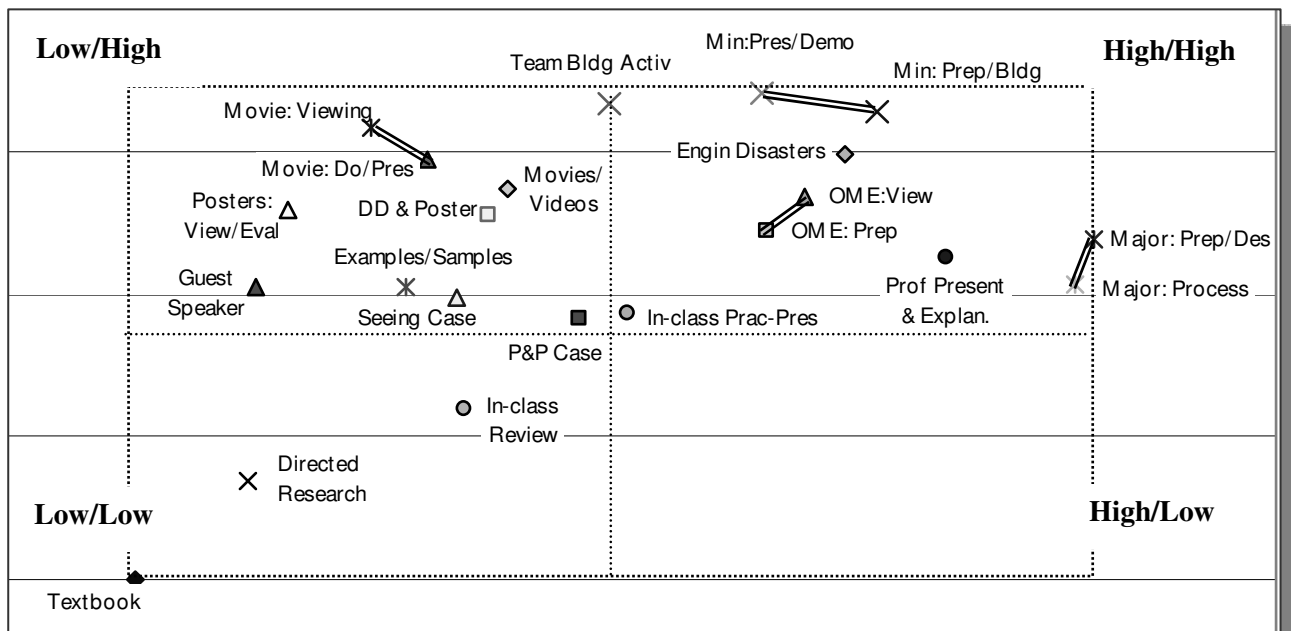 Low/High
High/High
Min:Pres/Demo
Team Bldg Activ
Min: Prep/Bldg
Movie: Viewing
Engin Disasters
Movie: Do/Pres
Movies/
Videos
Posters:
View/Eval
DD & Poster
OME:View
OME: Prep
Major: Prep/Des
Examples/Samples
Guest
Speaker
Prof Present
& Explan.
Major: Process
Seeing Case
In-class Prac-Pres
P&P Case
In-class
Review
Directed
Research
Low/Low
High/Low
Textbook